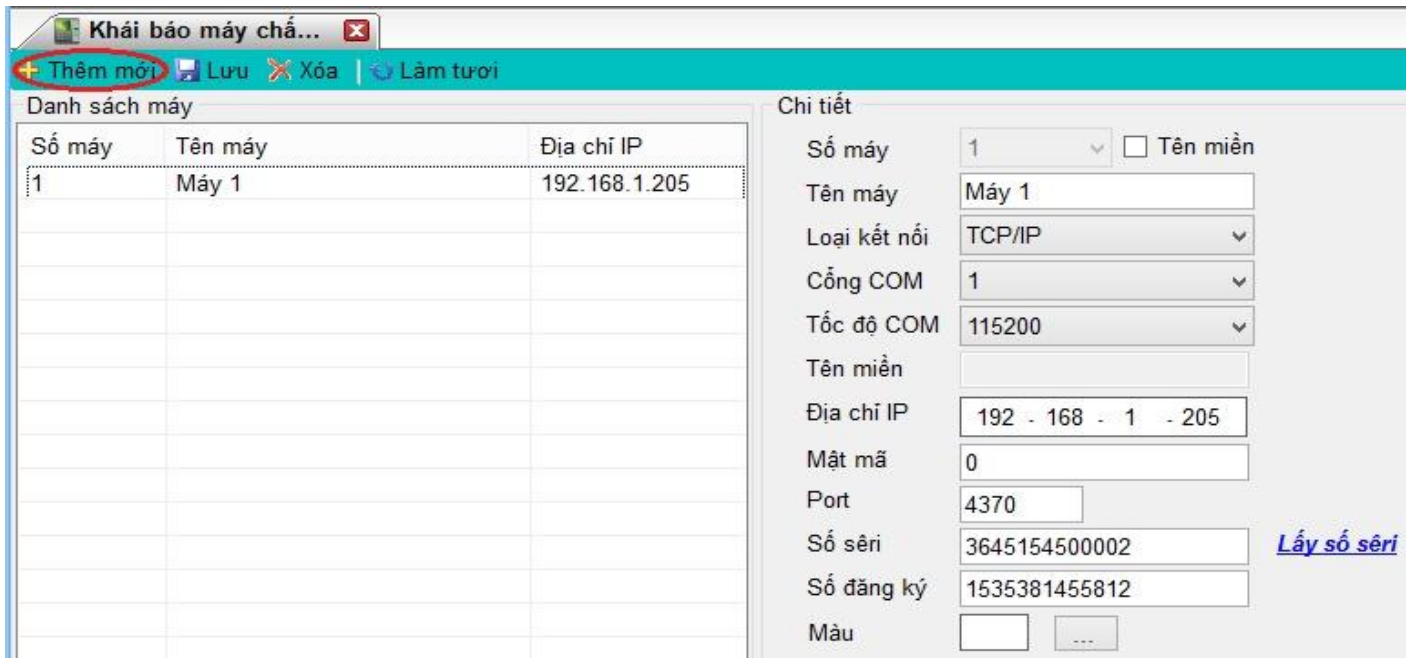 Khái báo máy chấ...
Thêm mới Lưu Xóa Làm tươi
Danh sách máy
Số máy Tên máy Địa chỉ IP
1 Máy 1 192.168.1.205
Chi tiết
Số máy 1 Tên miền
Tên máy Máy 1
Loại kết nối TCP/IP
Cổng COM 1
Tốc độ COM 115200
Tên miền
Địa chỉ IP 192 - 168 - 1 - 205
Mật mã 0
Port 4370
Số sêri 3645154500002 Lấy số sêri
Số đăng ký 1535381455812
Màu ...